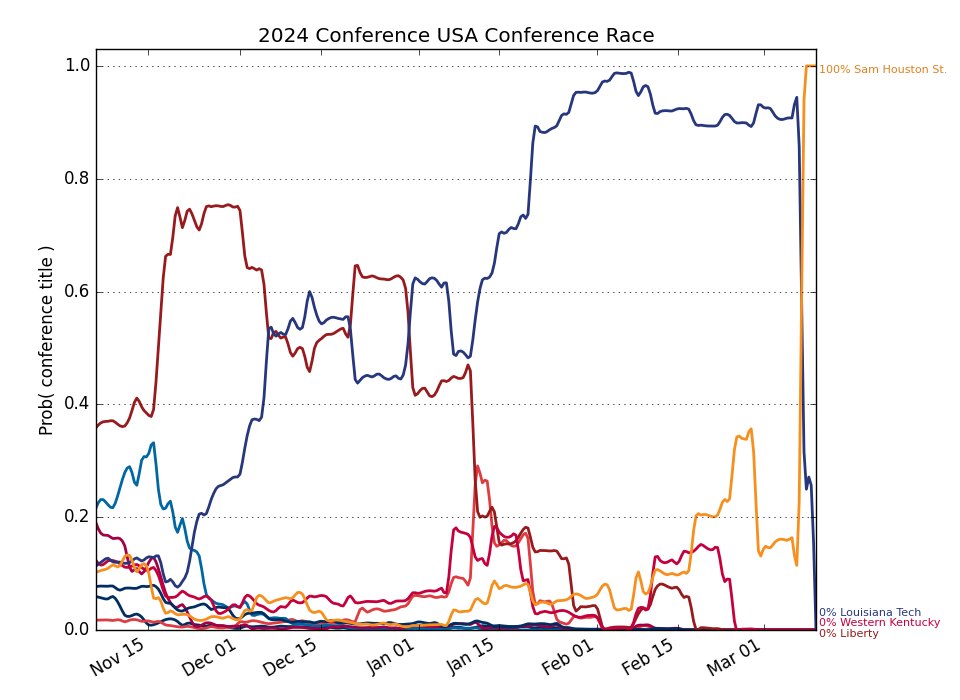 2024 Conference USA Conference Race
Prob( conference title )
1.0
0.8
0.6
0.4
0.2
0.0
Nov 15
Dec 01
Dec 15
Jan 01
Jan 15
Feb 01
Feb 15
Mar 01
100% Sam Houston St.
0% Louisiana Tech
0% Western Kentucky
0% Liberty